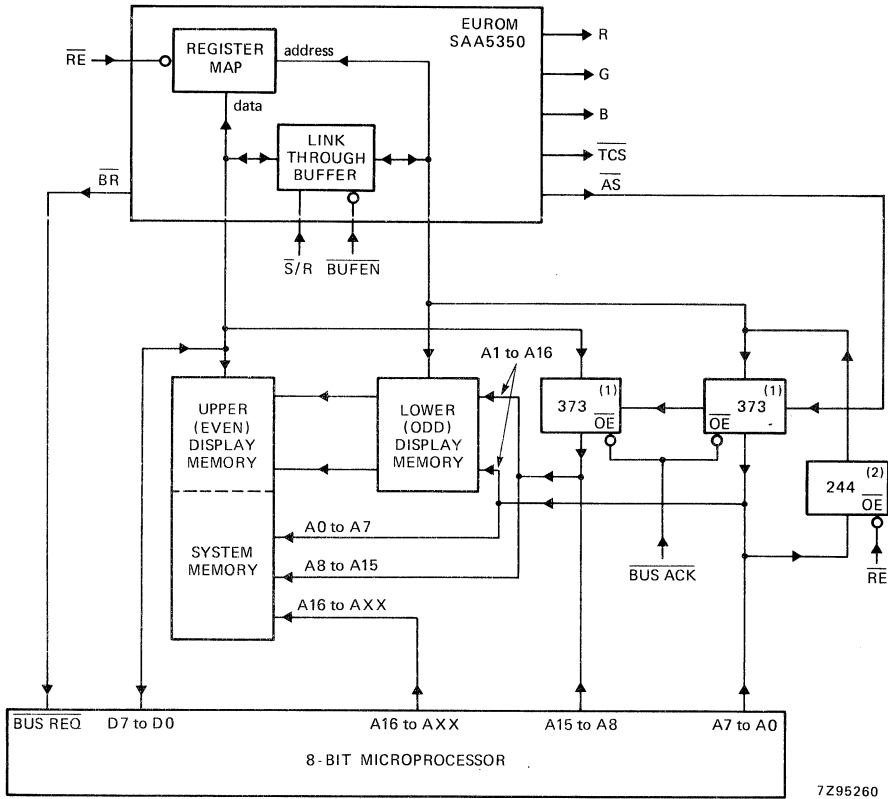 EUROM
SAA5350
RE
REGISTER
MAP
address
data
LINK
THROUGH
BUFFER
R
G
B
TCS
AS
BR
S/R
BUFEN
A1 to A16
UPPER
(EVEN)
DISPLAY
MEMORY
LOWER
(ODD)
DISPLAY
MEMORY
373
(1)
OE
(1)
OE
373
244
(2)
OE
SYSTEM
MEMORY
A0 to A7
A8 to A15
A16 to AXX
BUS ACK
RE
BUS REQ
D7 to D0
A16 to AXX
A15 to A8
A7 to A0
8-BIT MICROPROCESSOR
7Z95260